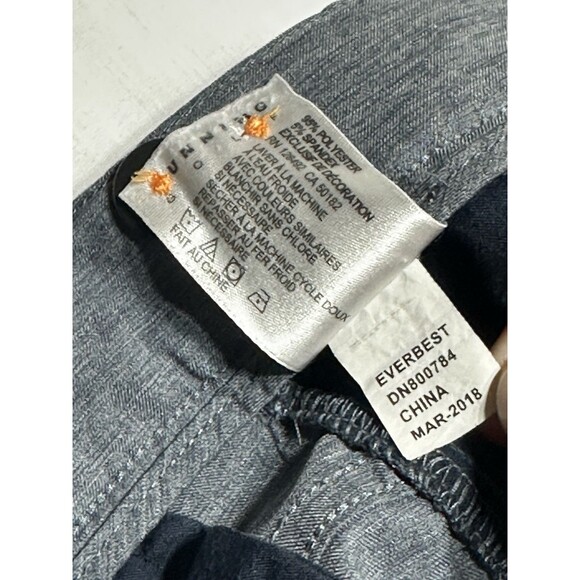 95% POLYESTER
5% SPANDEX
EXCLUSIF DÉCORATION
CA 50182
LAVER À LA MACHINE
À L'EAU FROIDE
AVEC COULEURS SIMILAIRES
BLANCHIR SANS CHLORE
SI NÉCESSAIRE
SÉCHER À LA MACHINE CYCLE DOUX
REPASSER AU FER FROID
SI NÉCESSAIRE
FAIT AU CHINE
EVERBEST
DN800784
CHINA
MAR-2018